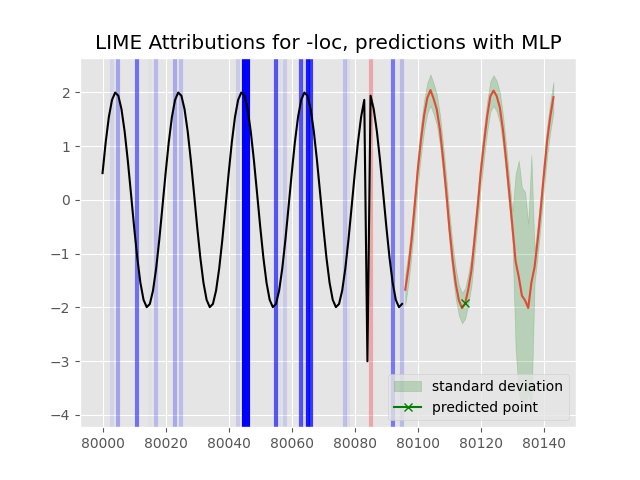 LIME Attributions for -loc, predictions with MLP
2
1
0
−1
−2
−3
−4
80000 80020 80040 80060 80080 80100 80120 80140
standard deviation
predicted point